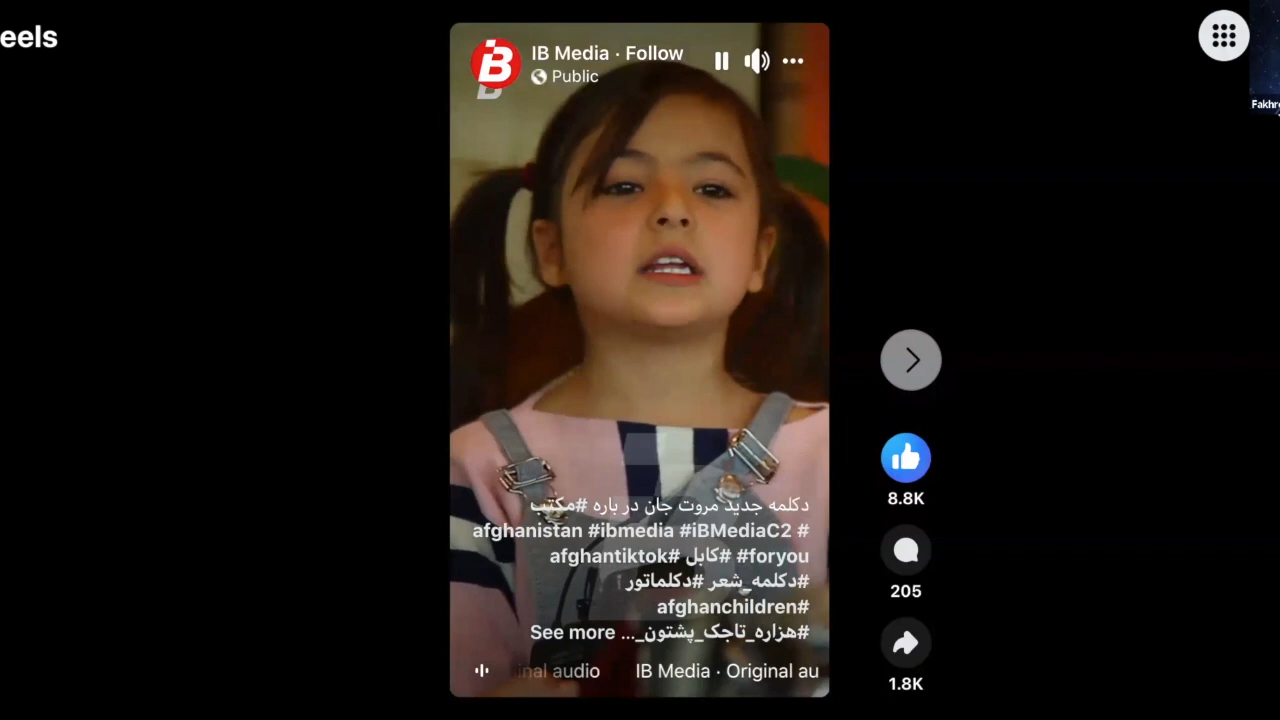 eels
IB Media · Follow
Public
Fakhr
دکلمه جدید مروت جان در باره #مکتب
afghanistan #ibmedia #iBMediaC2 #
afghantiktok# کابل# #foryou
#دکلمه_شعر #دکلماتور
afghanchildren#
#هزاره_تاجک_پشتون_... See more
inal audio IB Media · Original au
8.8K
205
1.8K